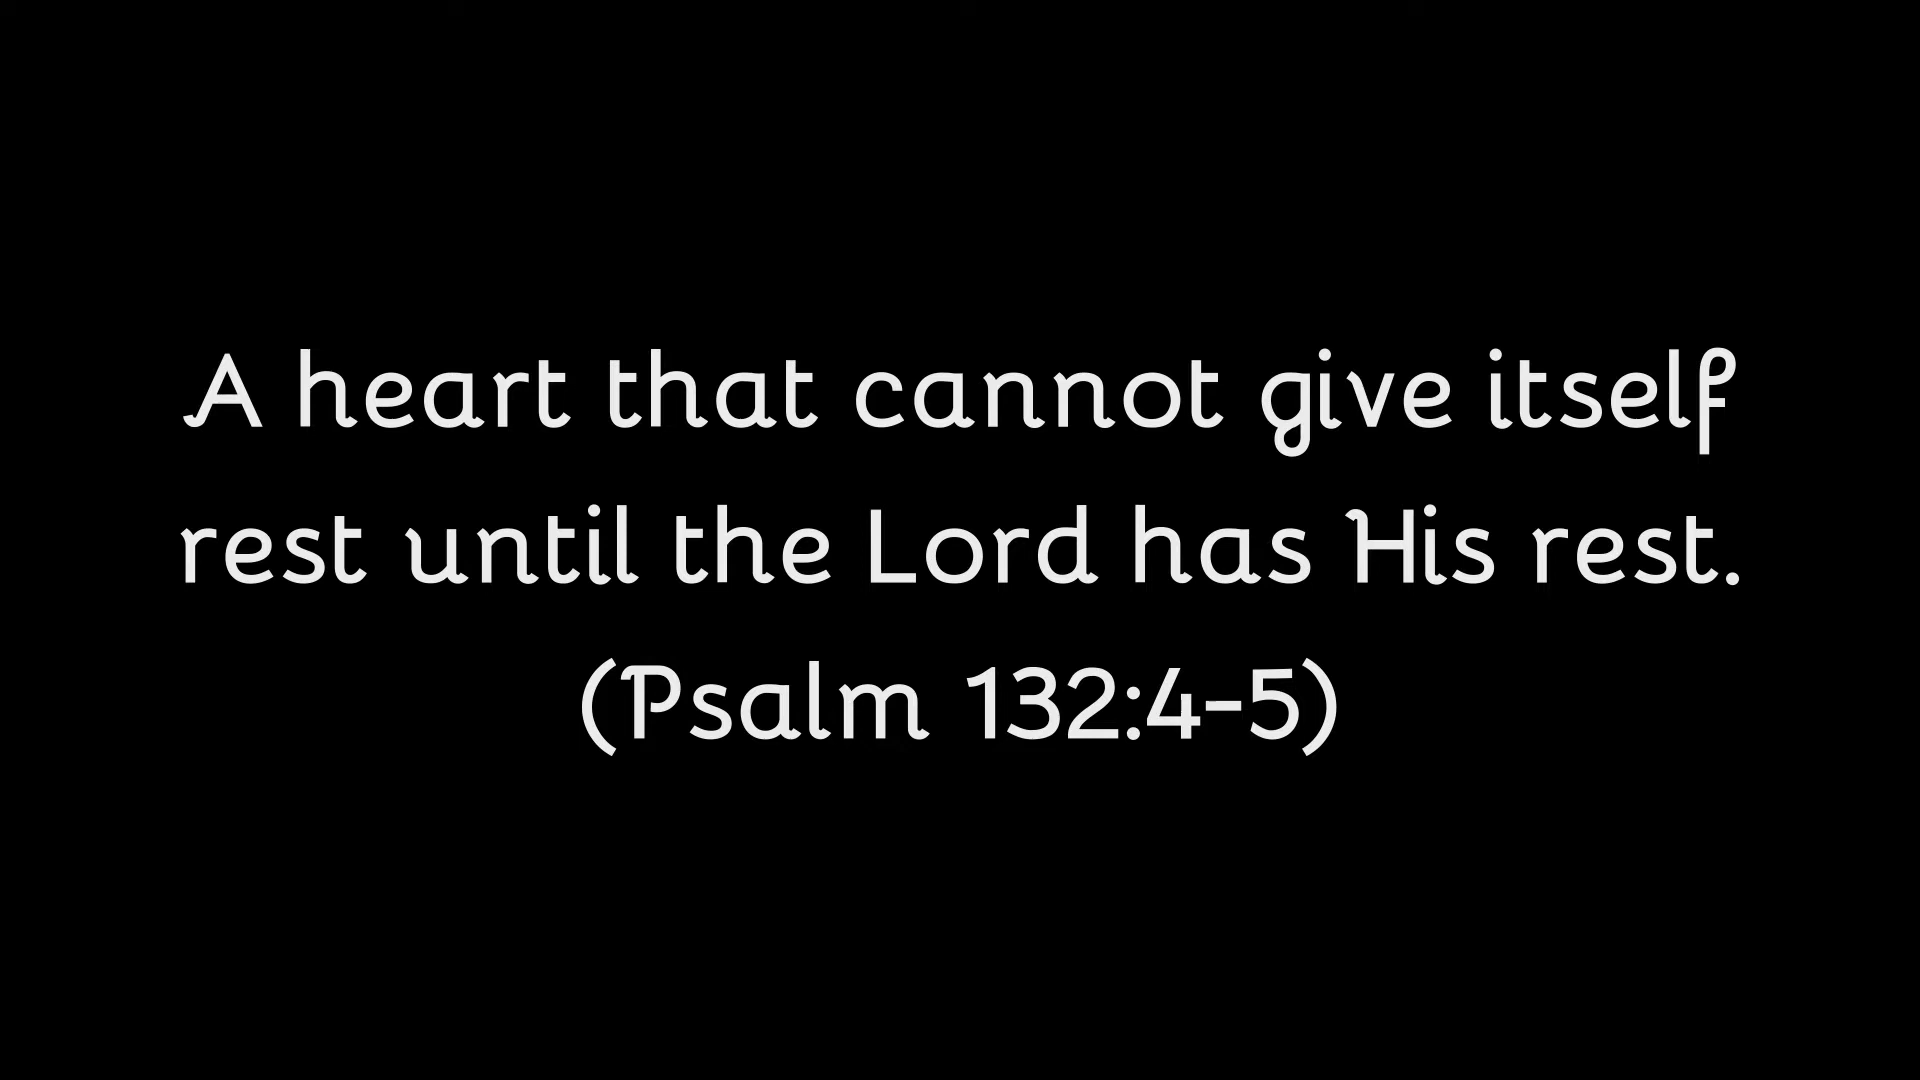 A heart that cannot give itself
rest until the Lord has His rest.
(Psalm 132:4-5)